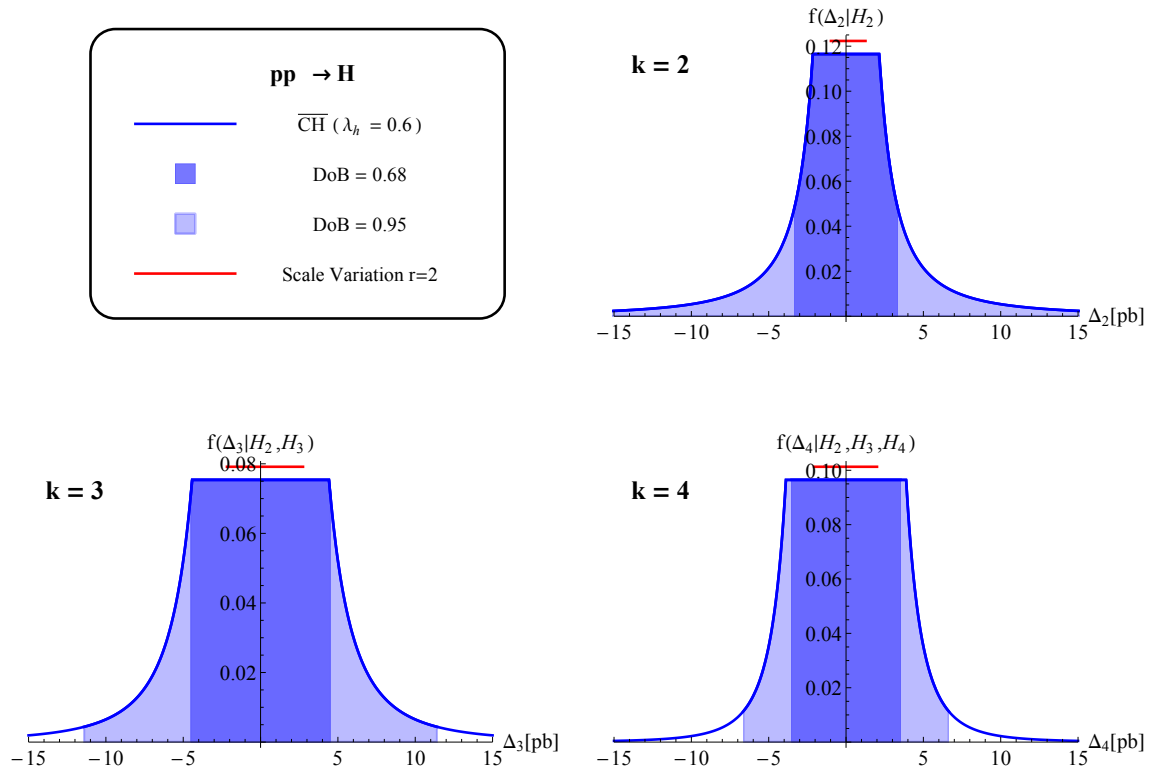 pp → H
C̅H̅ ( λh = 0.6 )
DoB = 0.68
DoB = 0.95
Scale Variation r=2
f(Δ2|H2)
k = 2
0.12
0.10
0.08
0.06
0.04
0.02
−15 −10 −5 5 10 15
Δ2[pb]
f(Δ3|H2,H3)
k = 3
0.08
0.06
0.04
0.02
−15 −10 −5 0 5 10 15
Δ3[pb]
f(Δ4|H2,H3,H4)
k = 4
0.10
0.08
0.06
0.04
0.02
−15 −10 −5 5 10 15
Δ4[pb]